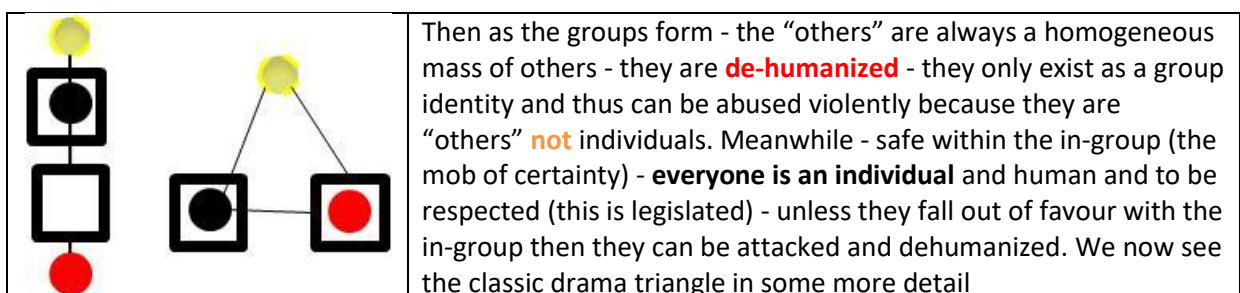 Then as the groups form - the “others” are always a homogeneous
mass of others - they are de-humanized - they only exist as a group
identity and thus can be abused violently because they are
“others” not individuals. Meanwhile - safe within the in-group (the
mob of certainty) - everyone is an individual and human and to be
respected (this is legislated) - unless they fall out of favour with the
in-group then they can be attacked and dehumanized. We now see
the classic drama triangle in some more detail